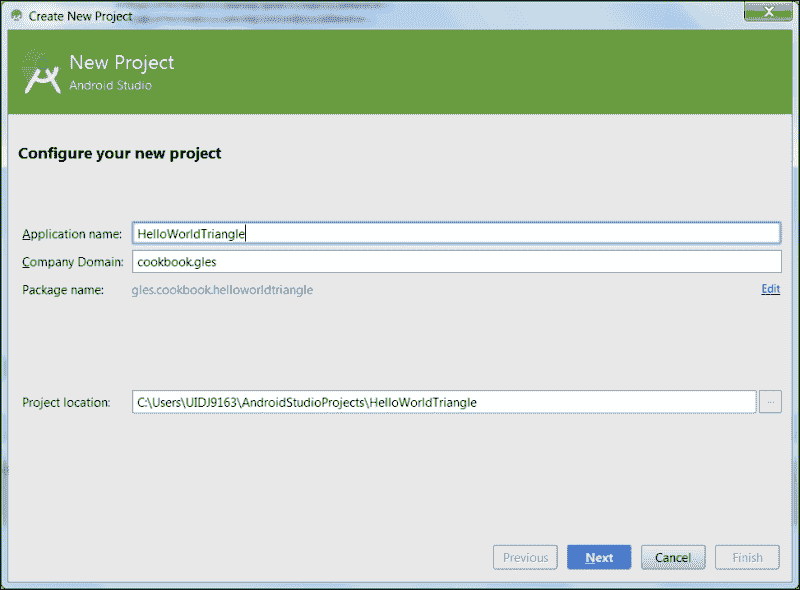 Create New Project
New Project
Android Studio
Configure your new project
Application name: HelloWorldTriangle
Company Domain: cookbook.gles
Package name: gles.cookbook.helloworldtriangle Edit
Project location: C:\Users\UIDJ9163\AndroidStudioProjects\HelloWorldTriangle ...
Previous Next Cancel Finish